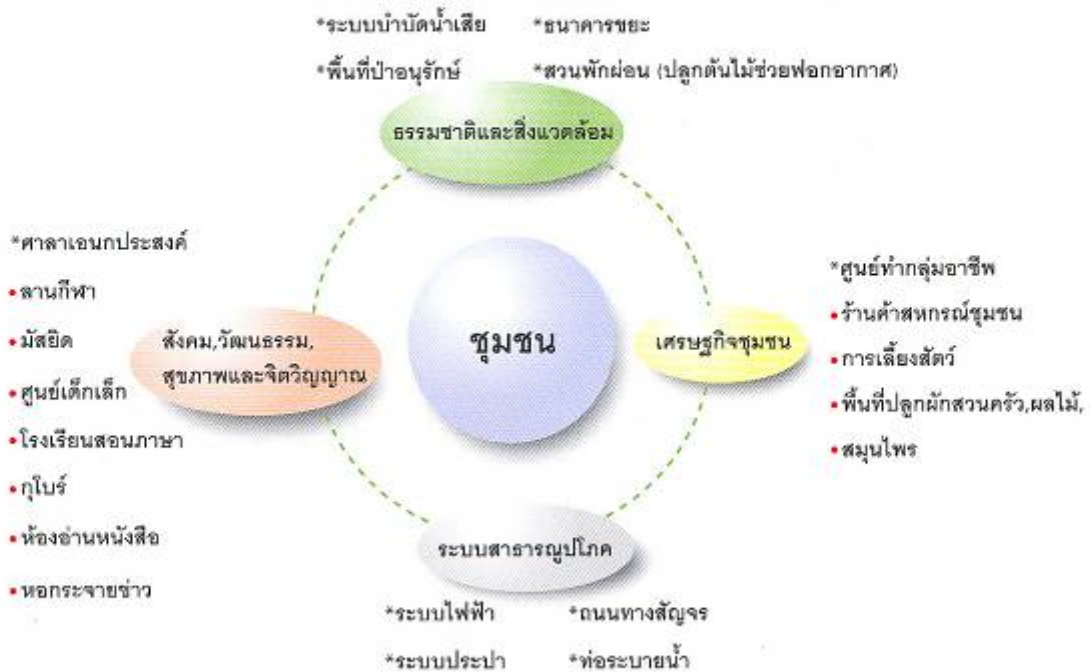 *ระบบบำบัดน้ำเสีย *ธนาคารขยะ
*พื้นที่ป่าอนุรักษ์ *สวนพักผ่อน (ปลูกต้นไม้ช่วยฟอกอากาศ)
ธรรมชาติและสิ่งแวดล้อม
*ศาลาเอนกประสงค์
•ลานกีฬา
•มัสยิด
•ศูนย์เด็กเล็ก
•โรงเรียนสอนภาษา
•กุโบร์
•ห้องอ่านหนังสือ
•หอกระจายข่าว
สังคม,วัฒนธรรม,
สุขภาพและจิตวิญญาณ
ชุมชน
เศรษฐกิจชุมชน
*ศูนย์ทำกลุ่มอาชีพ
•ร้านค้าสหกรณ์ชุมชน
•การเลี้ยงสัตว์
•พื้นที่ปลูกผักสวนครัว,ผลไม้,
•สมุนไพร
ระบบสาธารณูปโภค
*ระบบไฟฟ้า *ถนนทางสัญจร
*ระบบประปา *ท่อระบายน้ำ